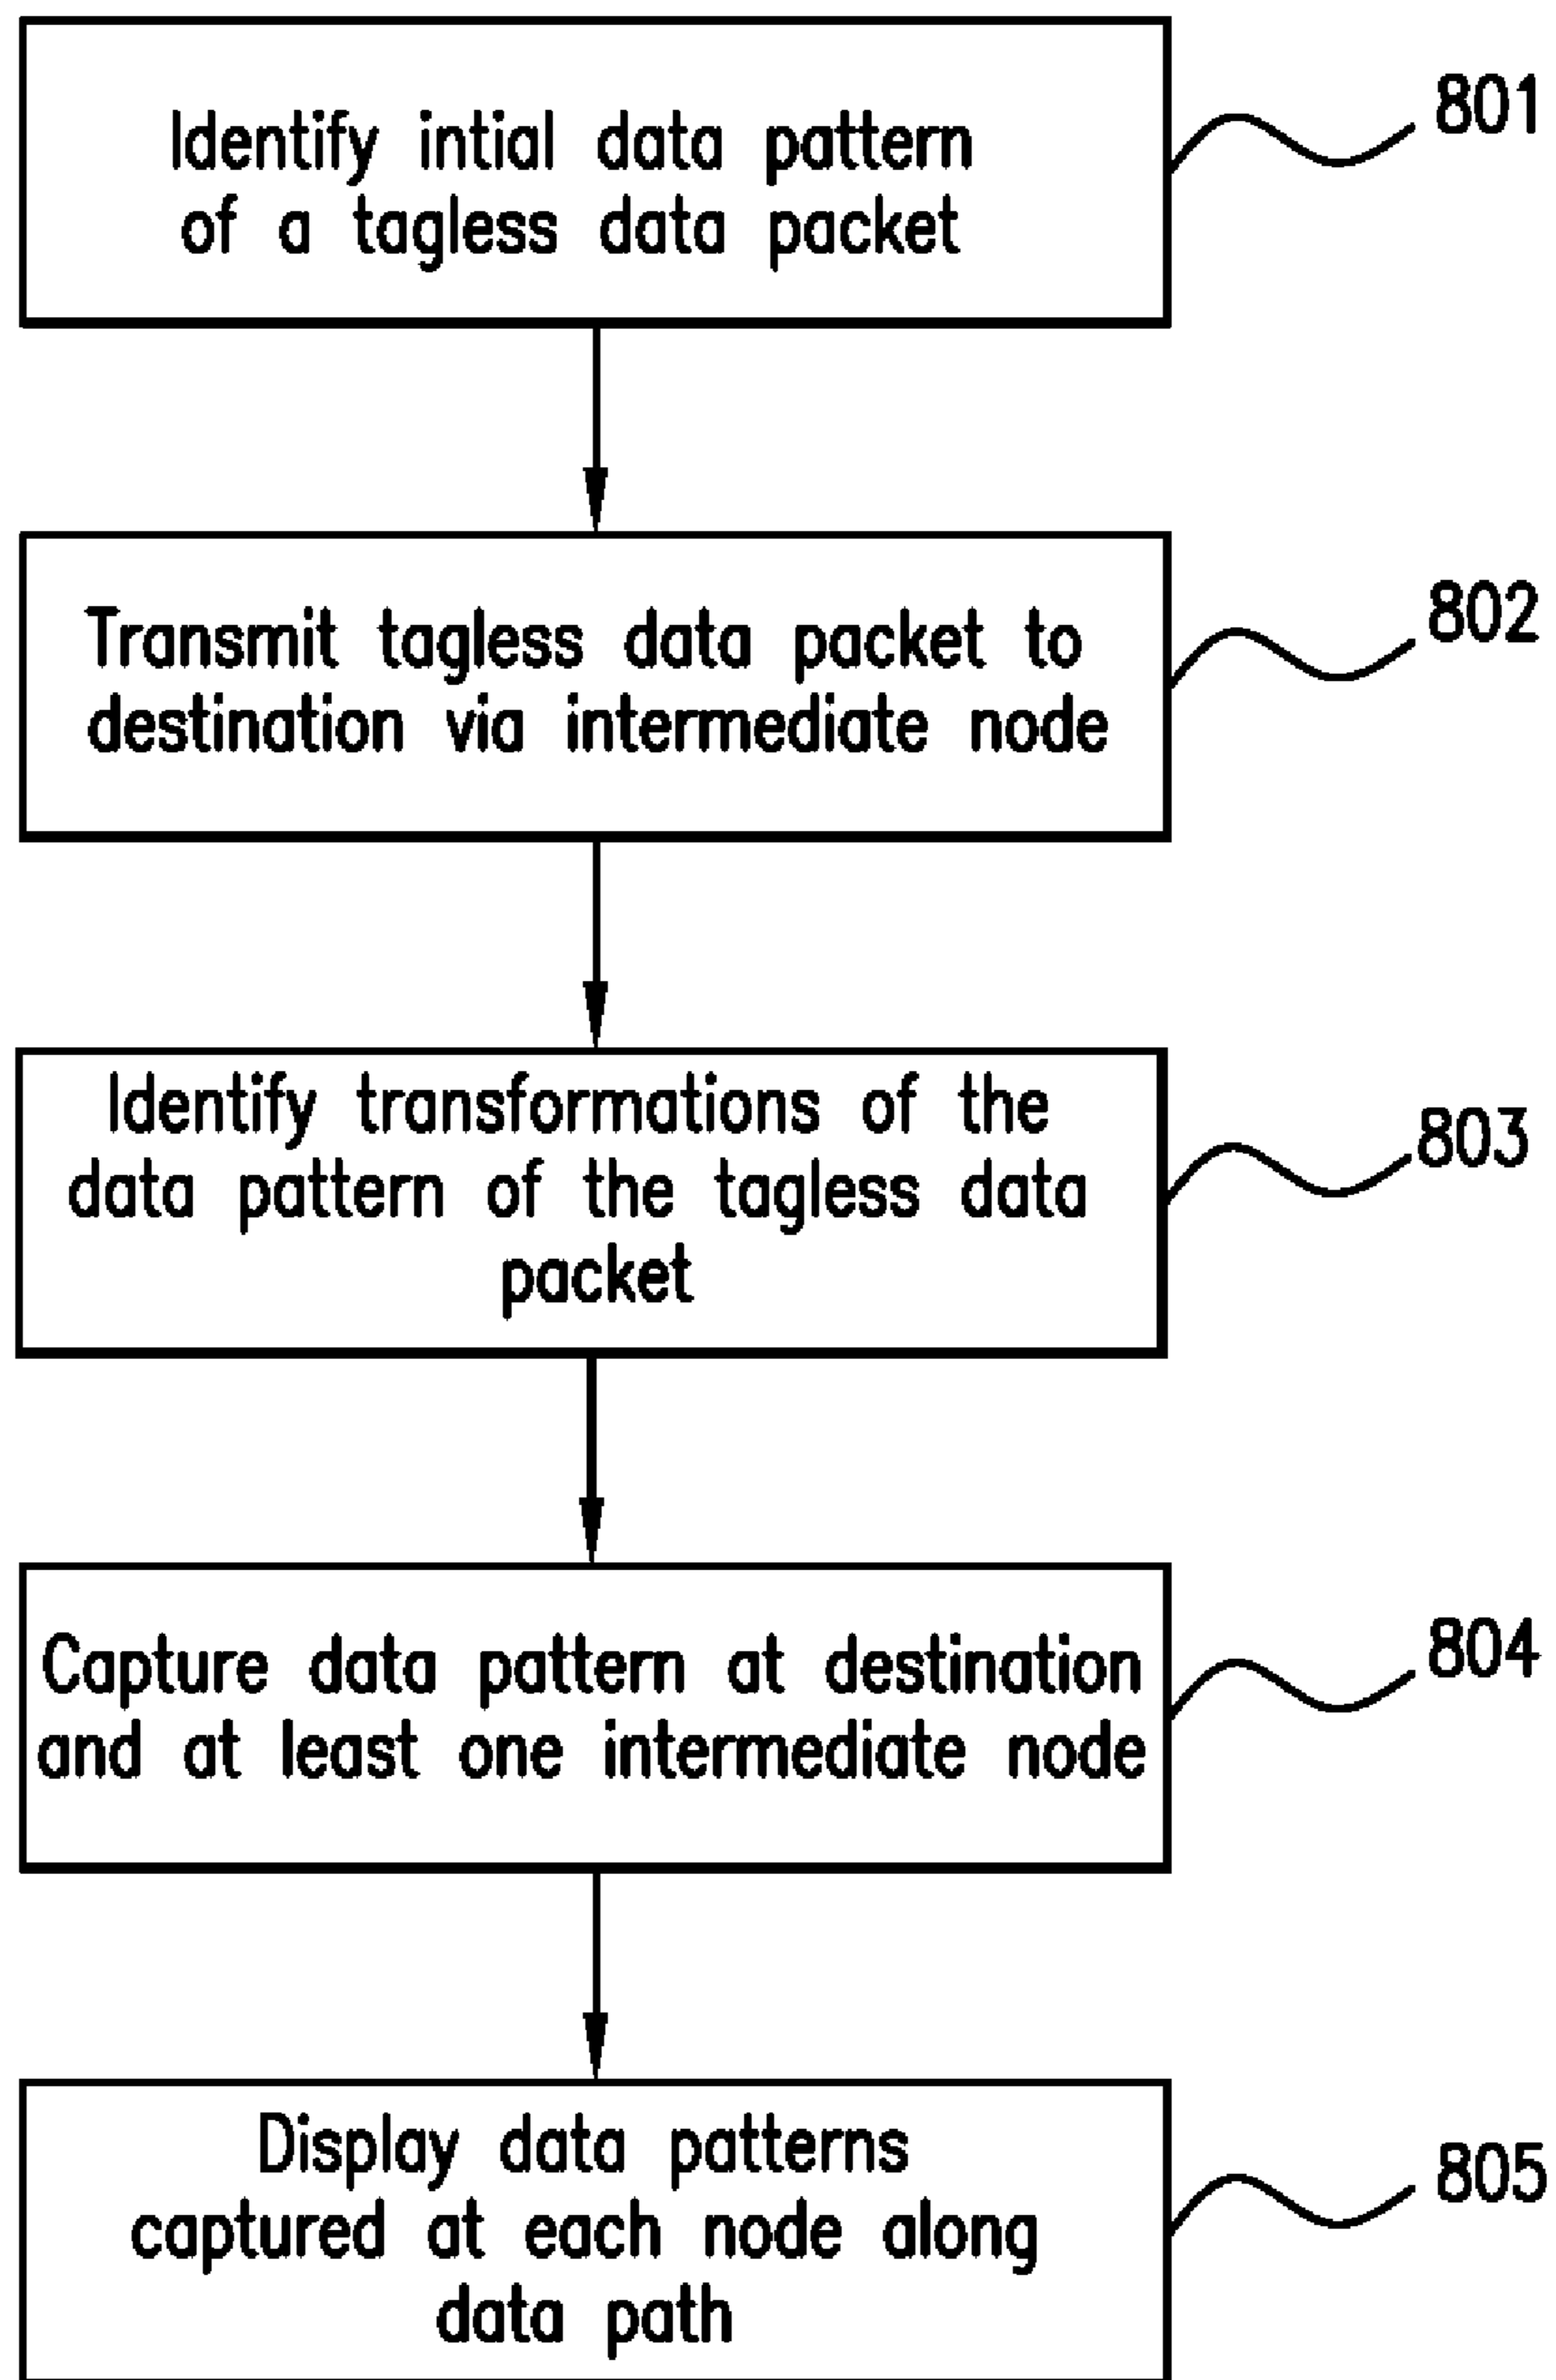 Identify intial data pattern
of a tagless data packet
801
Transmit tagless data packet to
destination via intermediate node
802
Identify transformations of the
data pattern of the tagless data
packet
803
Capture data pattern at destination
and at least one intermediate node
804
Display data patterns
captured at each node along
data path
805